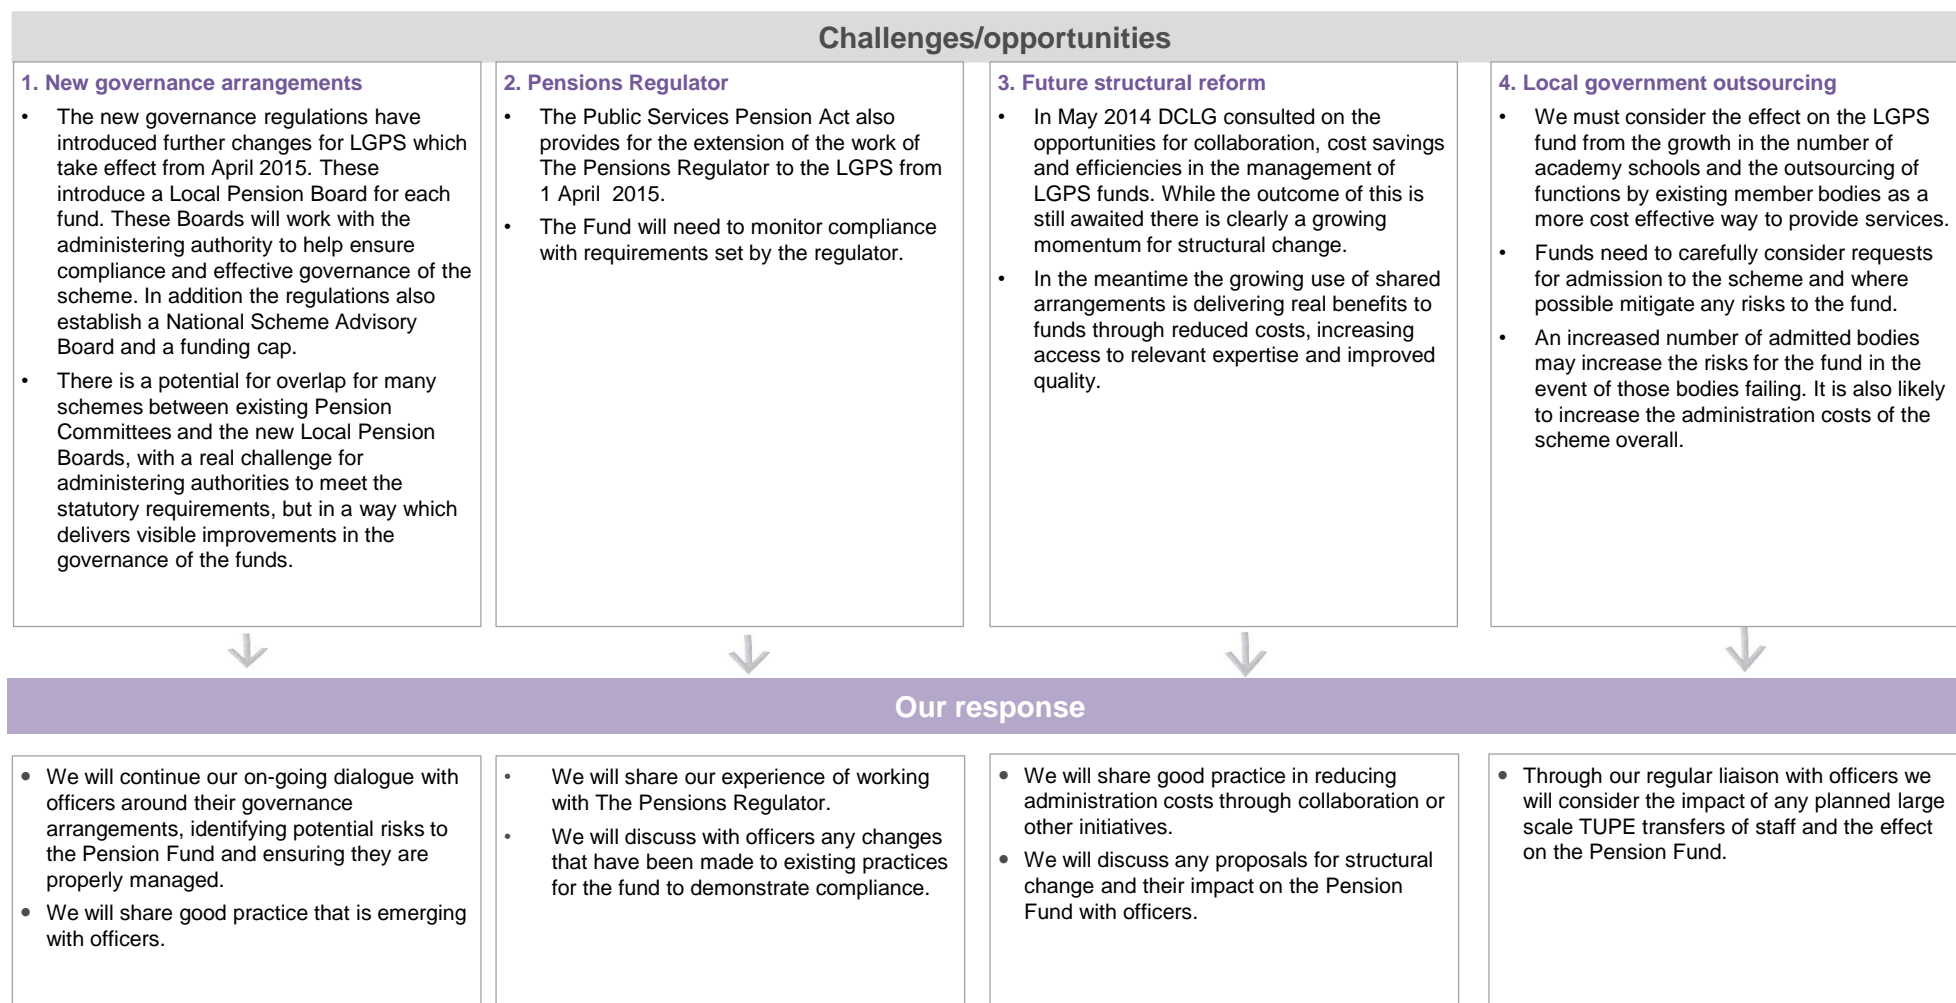 Challenges/opportunities
1. New governance arrangements
• The new governance regulations have
introduced further changes for LGPS which
take effect from April 2015. These
introduce a Local Pension Board for each
fund. These Boards will work with the
administering authority to help ensure
compliance and effective governance of the
scheme. In addition the regulations also
establish a National Scheme Advisory
Board and a funding cap.
• There is a potential for overlap for many
schemes between existing Pension
Committees and the new Local Pension
Boards, with a real challenge for
administering authorities to meet the
statutory requirements, but in a way which
delivers visible improvements in the
governance of the funds.
2. Pensions Regulator
• The Public Services Pension Act also
provides for the extension of the work of
The Pensions Regulator to the LGPS from
1 April 2015.
• The Fund will need to monitor compliance
with requirements set by the regulator.
3. Future structural reform
• In May 2014 DCLG consulted on the
opportunities for collaboration, cost savings
and efficiencies in the management of
LGPS funds. While the outcome of this is
still awaited there is clearly a growing
momentum for structural change.
• In the meantime the growing use of shared
arrangements is delivering real benefits to
funds through reduced costs, increasing
access to relevant expertise and improved
quality.
4. Local government outsourcing
• We must consider the effect on the LGPS
fund from the growth in the number of
academy schools and the outsourcing of
functions by existing member bodies as a
more cost effective way to provide services.
• Funds need to carefully consider requests
for admission to the scheme and where
possible mitigate any risks to the fund.
• An increased number of admitted bodies
may increase the risks for the fund in the
event of those bodies failing. It is also likely
to increase the administration costs of the
scheme overall.
Our response
• We will continue our on-going dialogue with
officers around their governance
arrangements, identifying potential risks to
the Pension Fund and ensuring they are
properly managed.
• We will share good practice that is emerging
with officers.
• We will share our experience of working
with The Pensions Regulator.
• We will discuss with officers any changes
that have been made to existing practices
for the fund to demonstrate compliance.
• We will share good practice in reducing
administration costs through collaboration or
other initiatives.
• We will discuss any proposals for structural
change and their impact on the Pension
Fund with officers.
• Through our regular liaison with officers we
will consider the impact of any planned large
scale TUPE transfers of staff and the effect
on the Pension Fund.